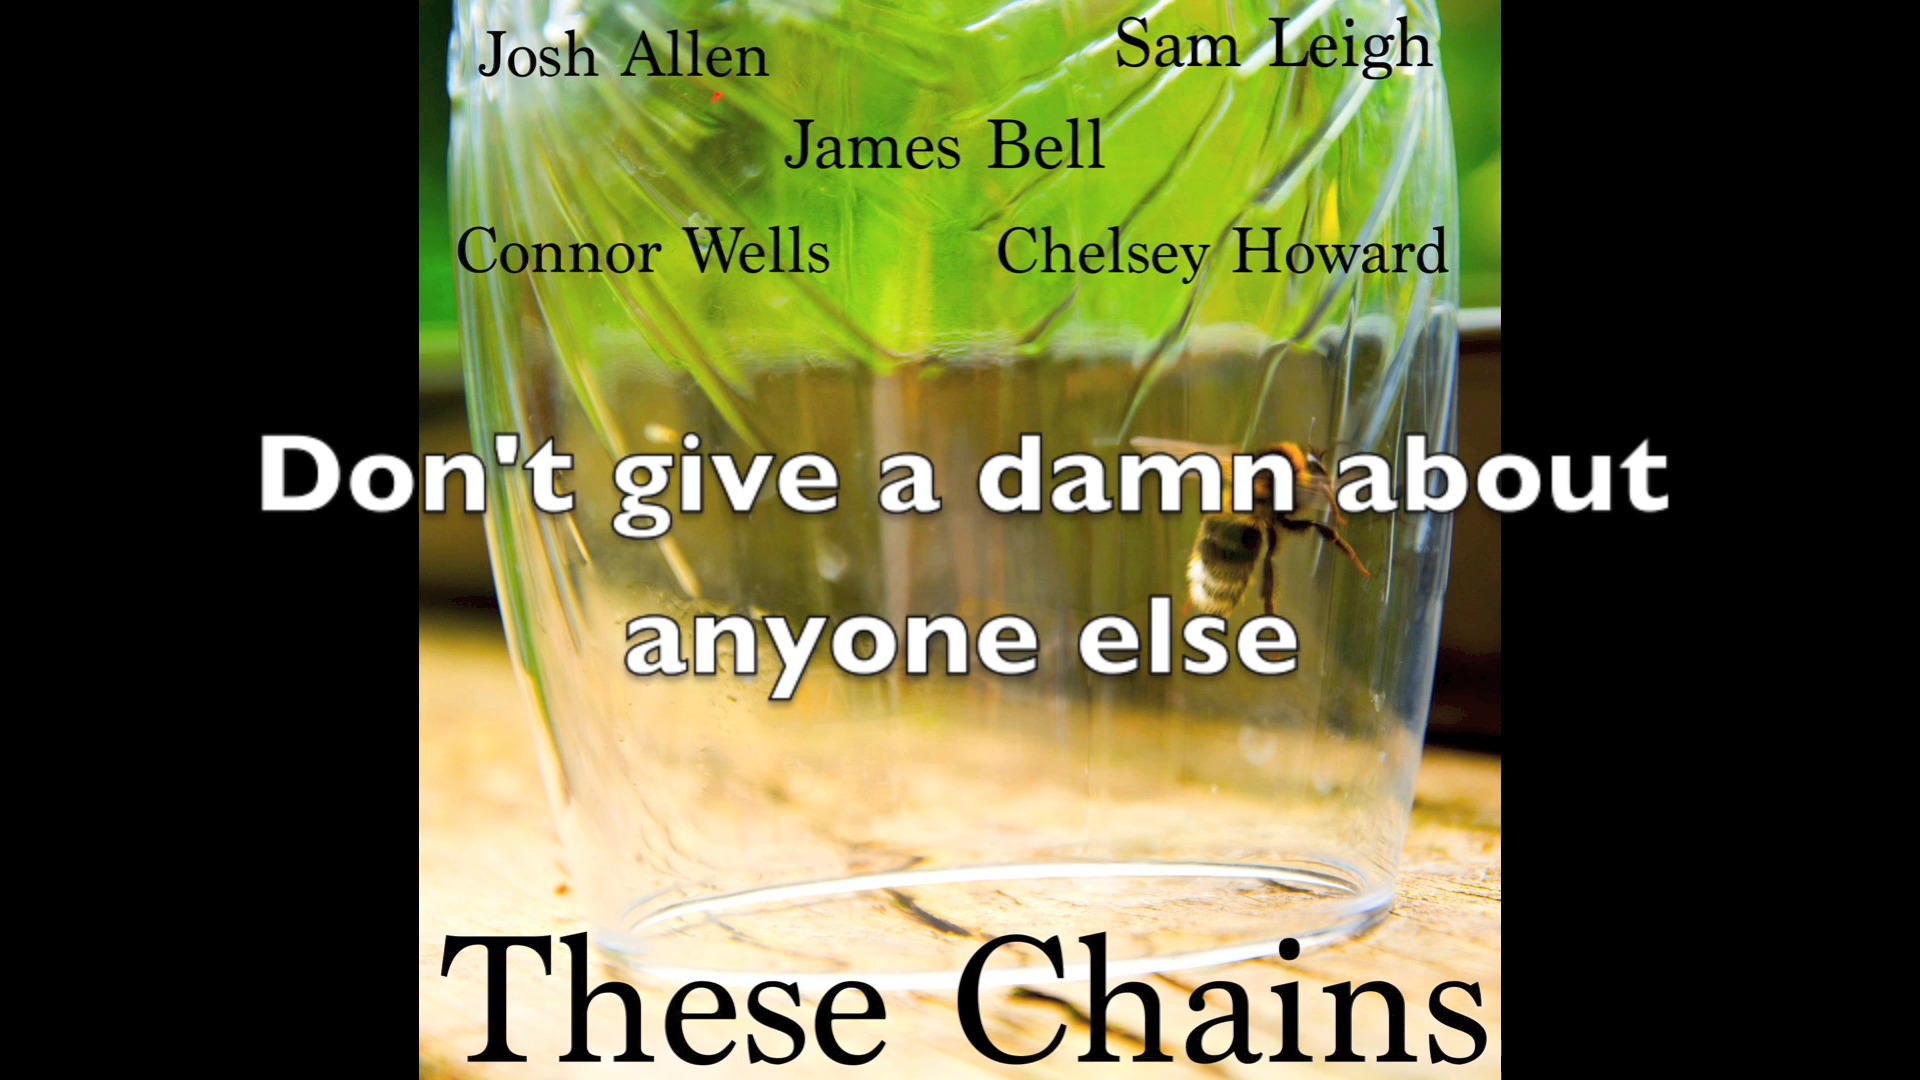 Josh Allen
Sam Leigh
James Bell
Connor Wells
Chelsey Howard
Don't give a damn about
anyone else
These Chains